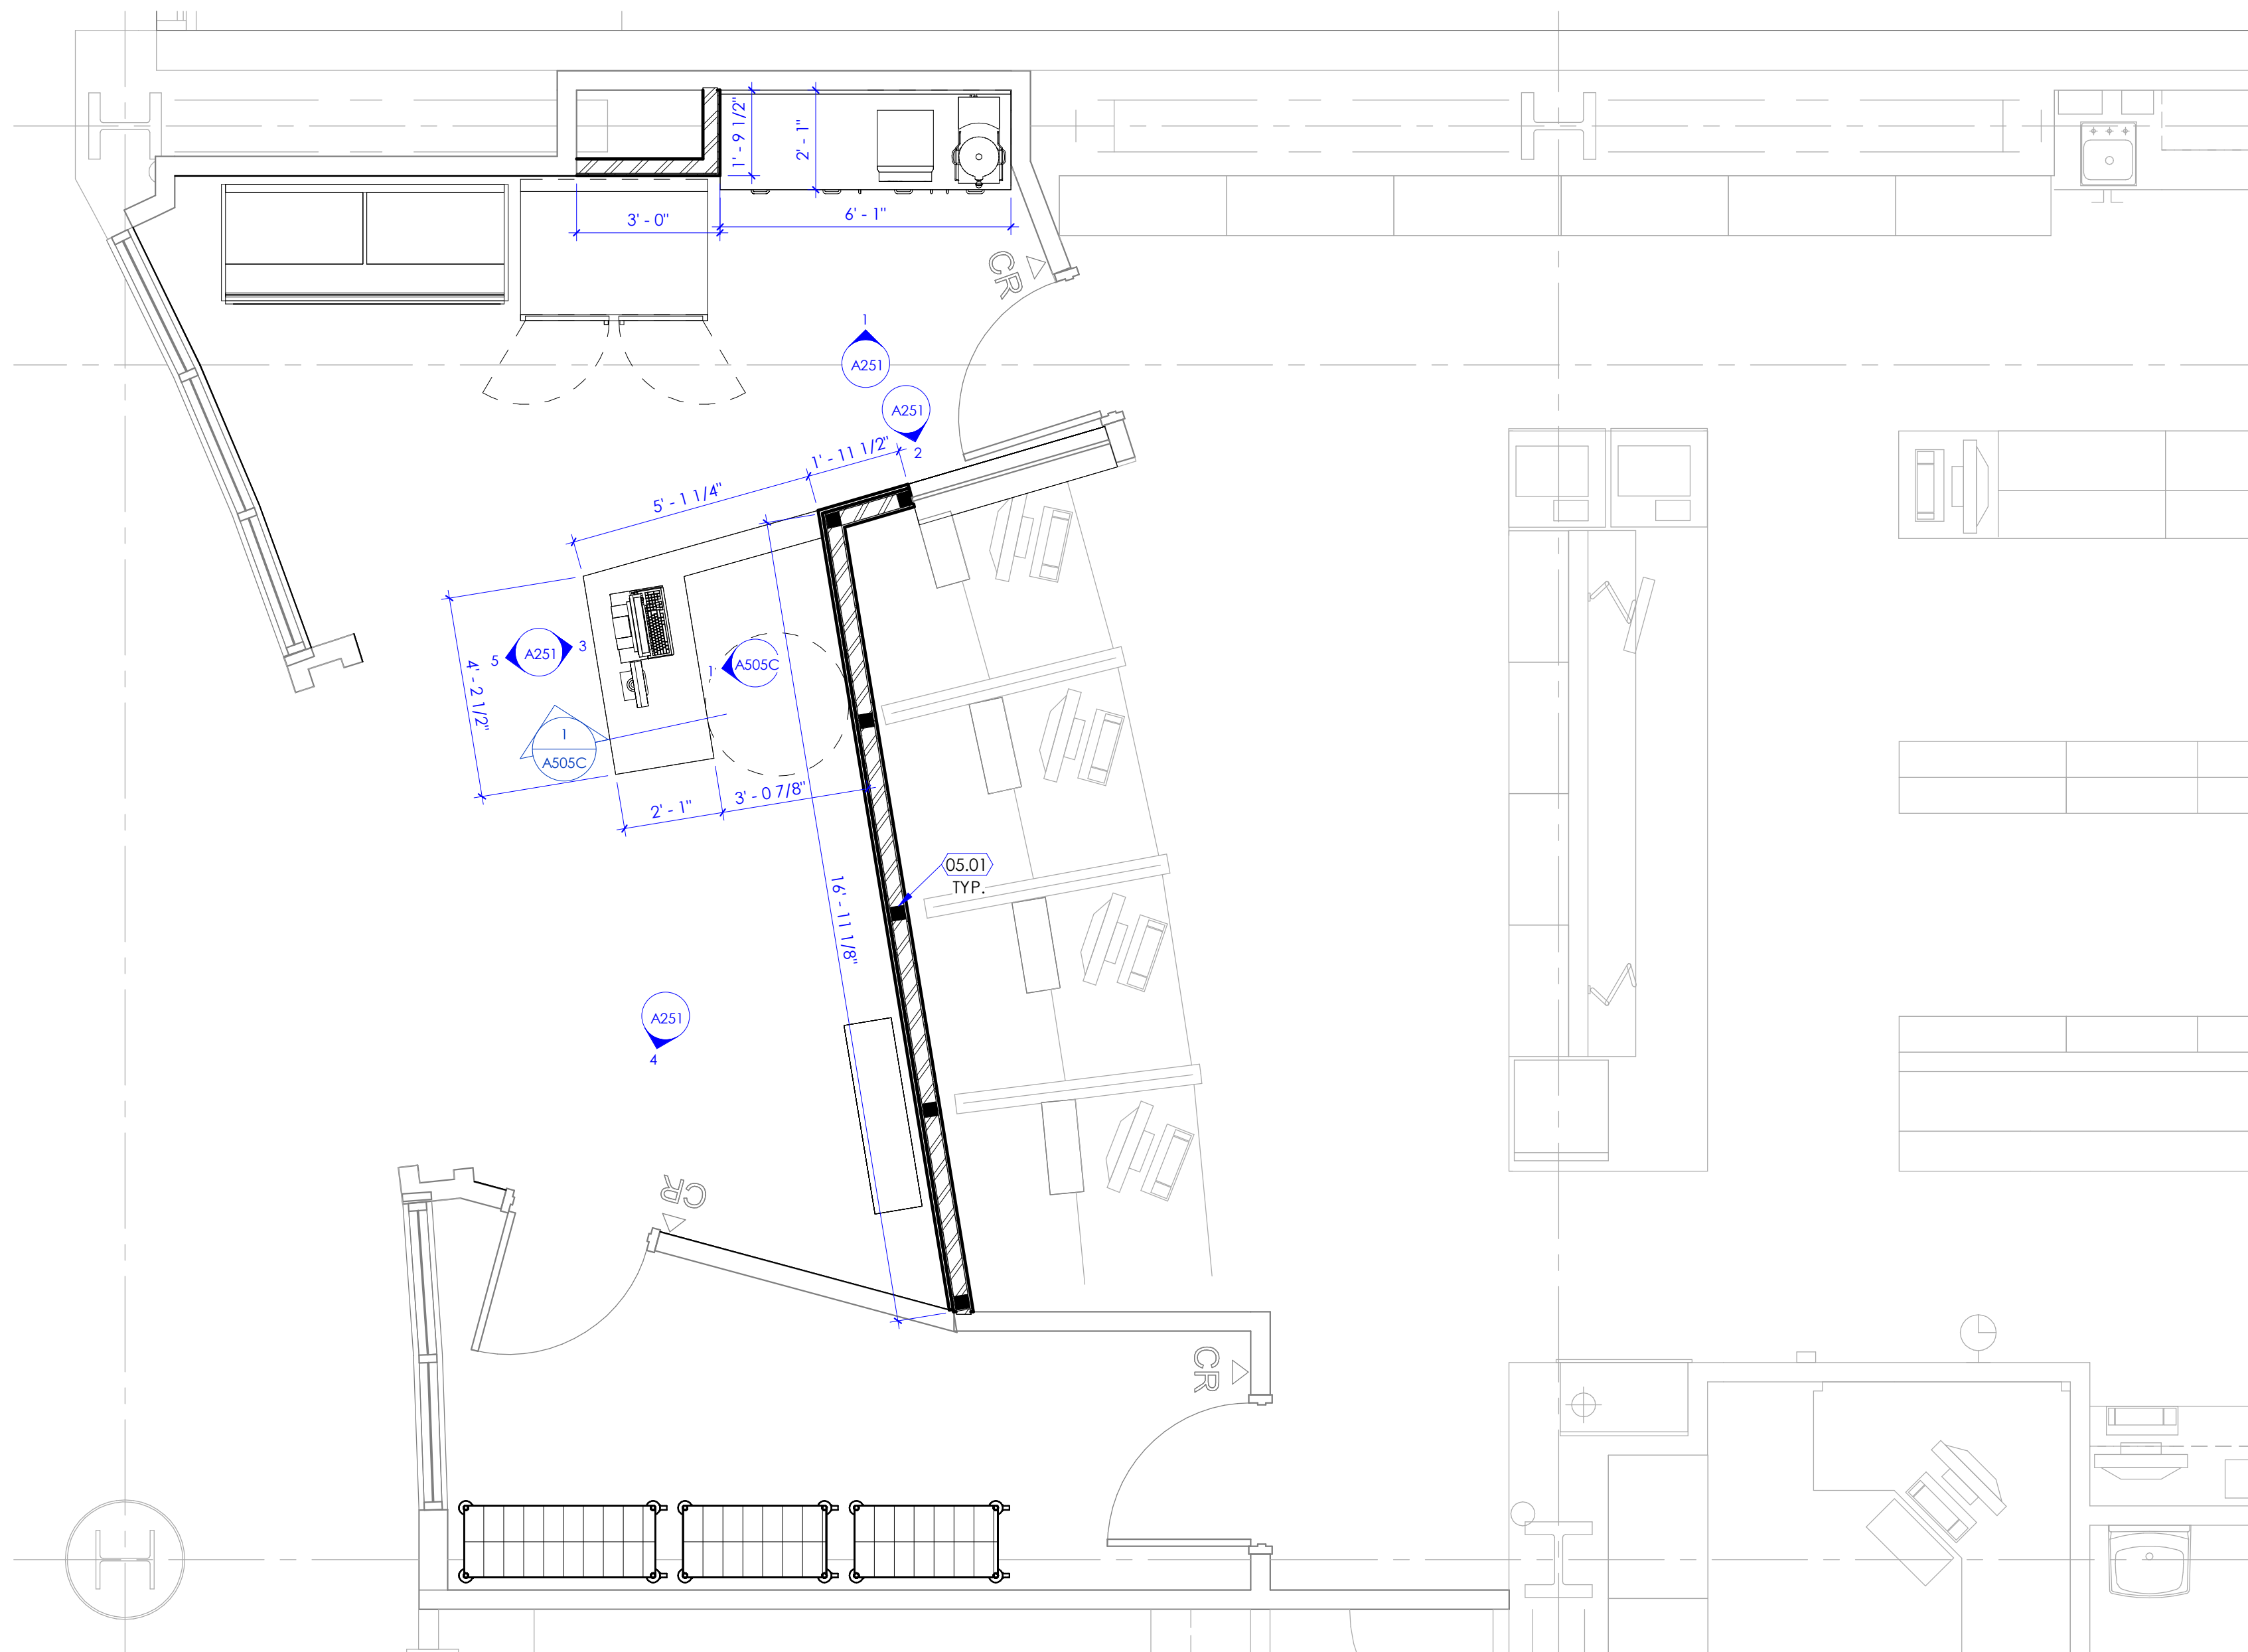 1' - 9 1/2"
2' - 1"
3' - 0"
6' - 1"
CR
1
A251
A251
2
1' - 11 1/2"
5' - 1 1/4"
5
A251
3
1'
A505C
4' - 2 1/2"
1
A505C
2' - 1"
3' - 0 7/8"
05.01
TYP.
16' - 11 1/8"
A251
4
CR
CR